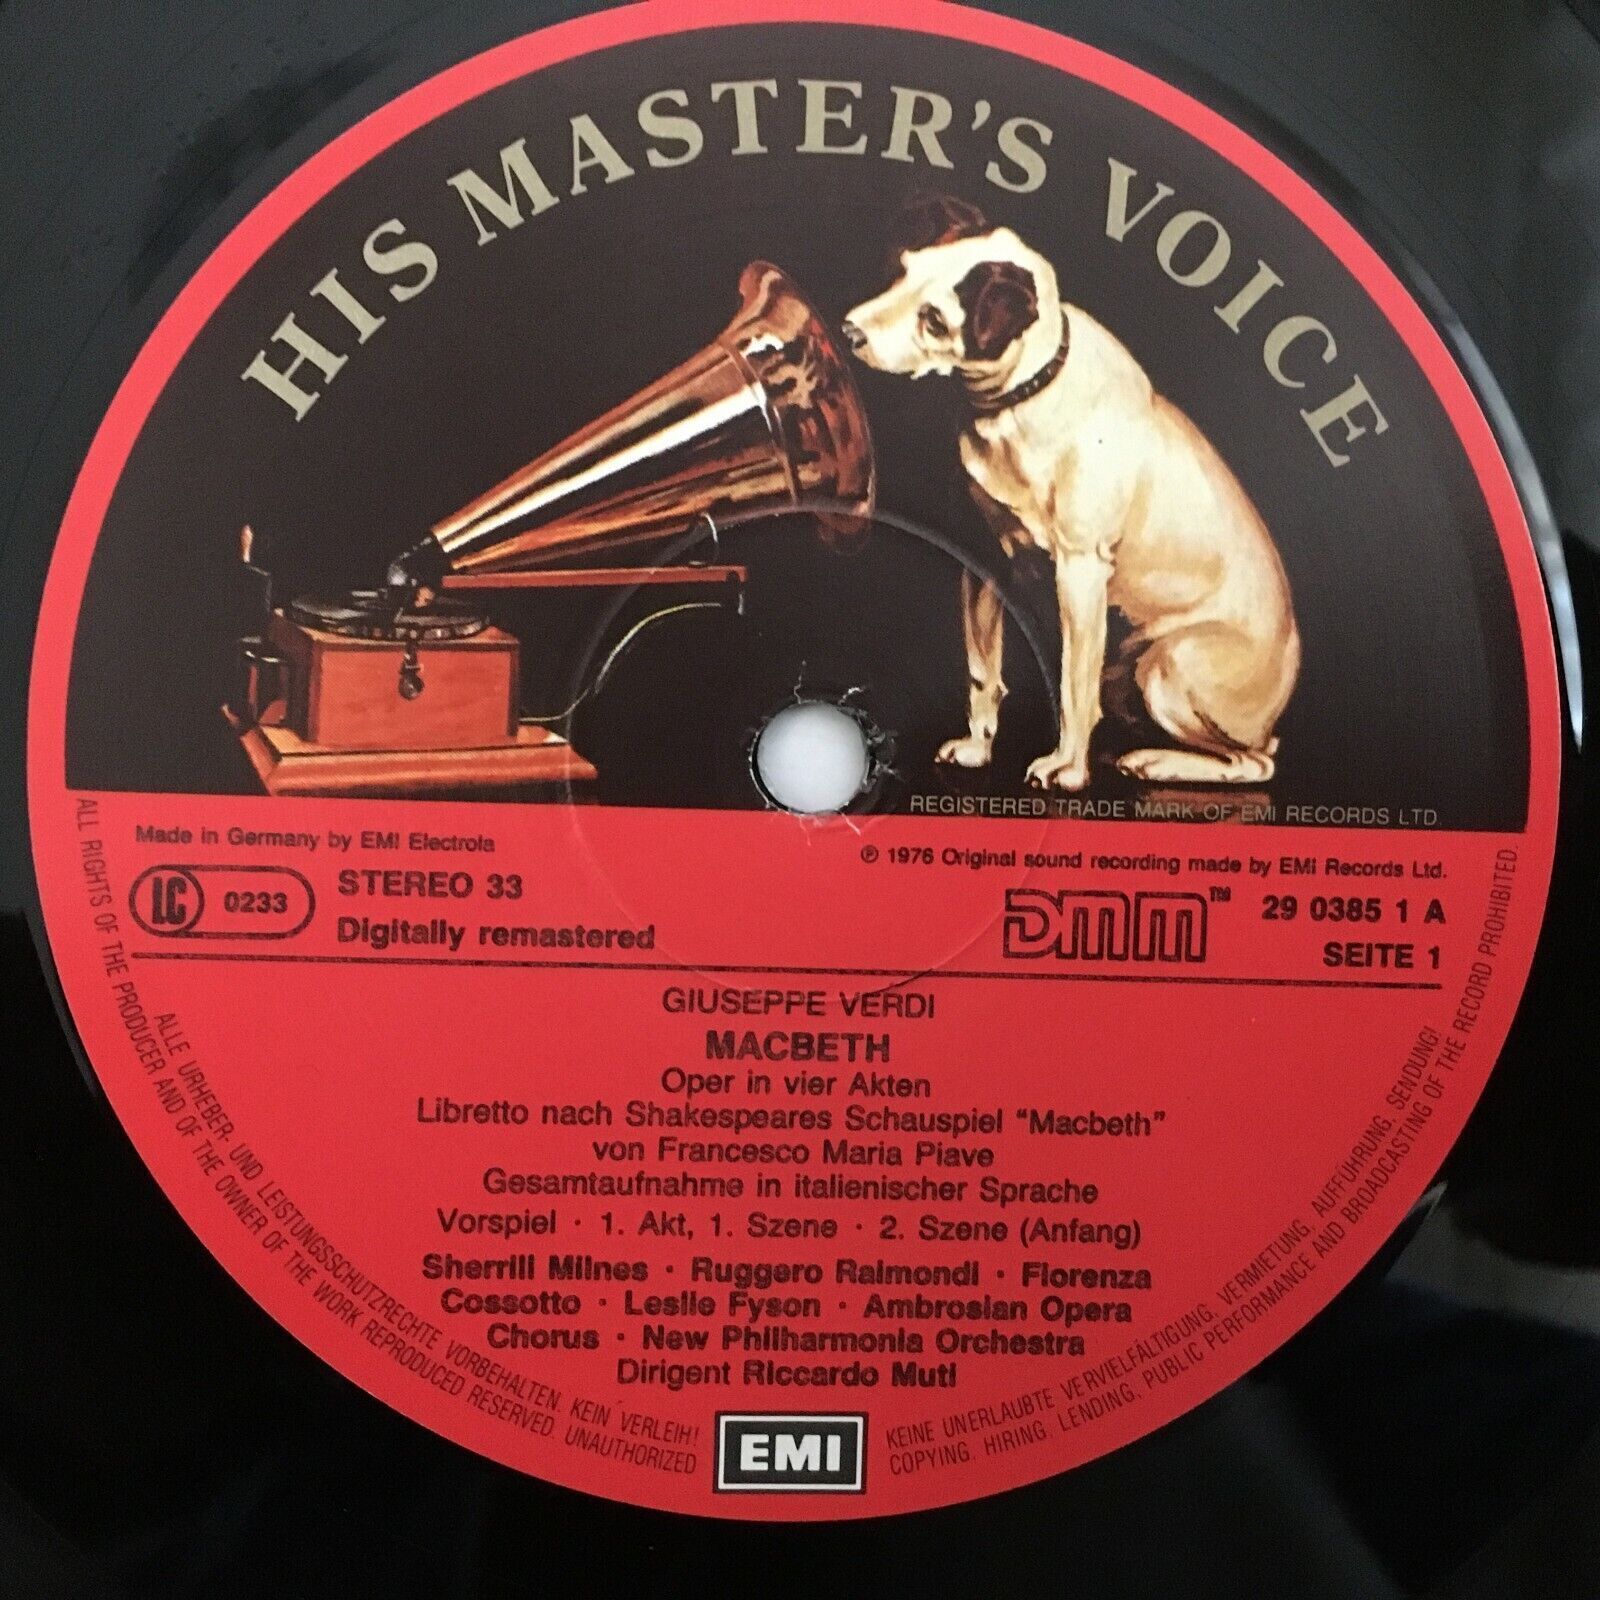 HIS MASTER'S VOICE
REGISTERED TRADE MARK OF EMI RECORDS LTD.
Made in Germany by EMI Electrola
℗ 1976 Original sound recording made by EMI Records Ltd.
LC 0233
STEREO 33
Digitally remastered
DMM™
29 0385 1 A
SEITE 1
GIUSEPPE VERDI
MACBETH
Oper in vier Akten
Libretto nach Shakespeares Schauspiel "Macbeth"
von Francesco Maria Piave
Gesamtaufnahme in italienischer Sprache
Vorspiel · 1. Akt, 1. Szene · 2. Szene (Anfang)
Sherrill Milnes · Ruggero Raimondi · Fiorenza
Cossotto · Leslie Fyson · Ambrosian Opera
Chorus · New Philharmonia Orchestra
Dirigent Riccardo Muti
EMI
ALLE URHEBER- UND LEISTUNGSSCHUTZRECHTE VORBEHALTEN. KEIN VERLEIH!
KEINE UNERLAUBTE VERVIELFÄLTIGUNG, VERMIETUNG, AUFFÜHRUNG, SENDUNG!
ALL RIGHTS OF THE PRODUCER AND OF THE OWNER OF THE WORK REPRODUCED RESERVED. UNAUTHORIZED
COPYING, HIRING, LENDING, PUBLIC PERFORMANCE AND BROADCASTING OF THE RECORD PROHIBITED.